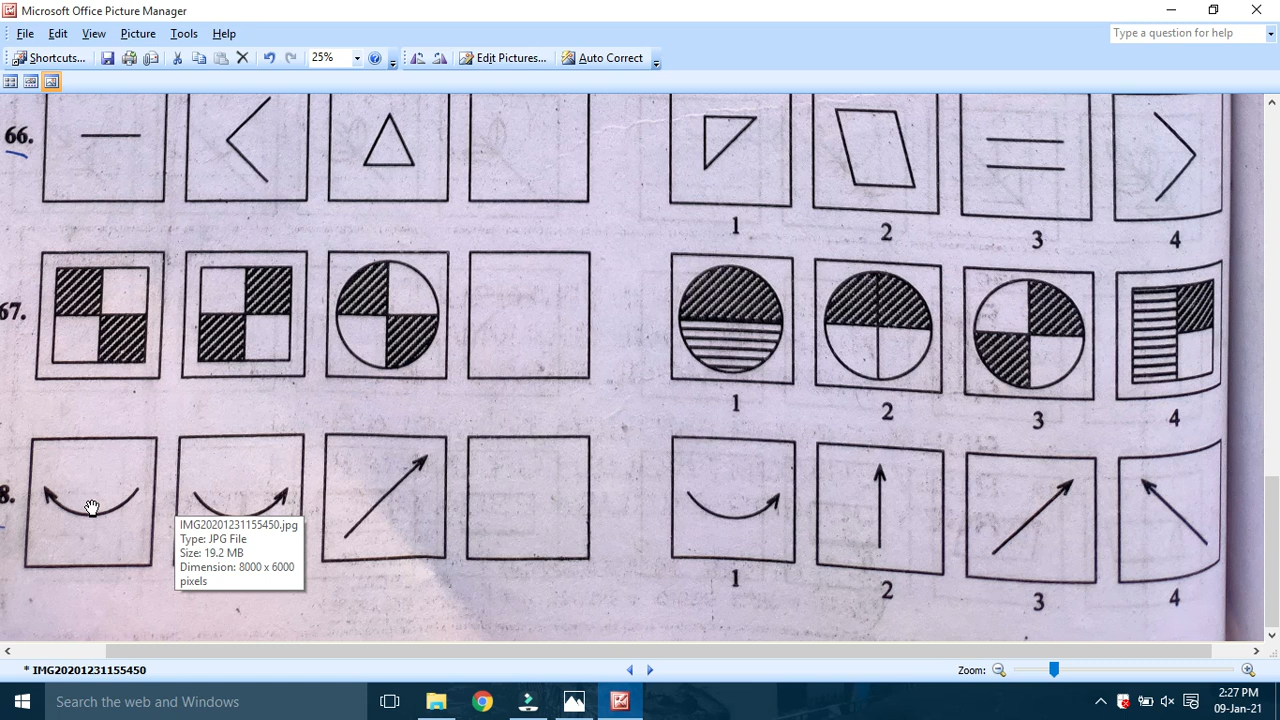 Microsoft Office Picture Manager
File Edit View Picture Tools Help
Type a question for help
Shortcuts...
25%
Edit Pictures...
Auto Correct
66.
1 2 3 4
67.
1 2 3 4
8.
IMG20201231155450.jpg
Type: JPG File
Size: 19.2 MB
Dimension: 8000 x 6000
pixels
1 2 3 4
* IMG20201231155450
Zoom:
Search the web and Windows
2:27 PM
09-Jan-21